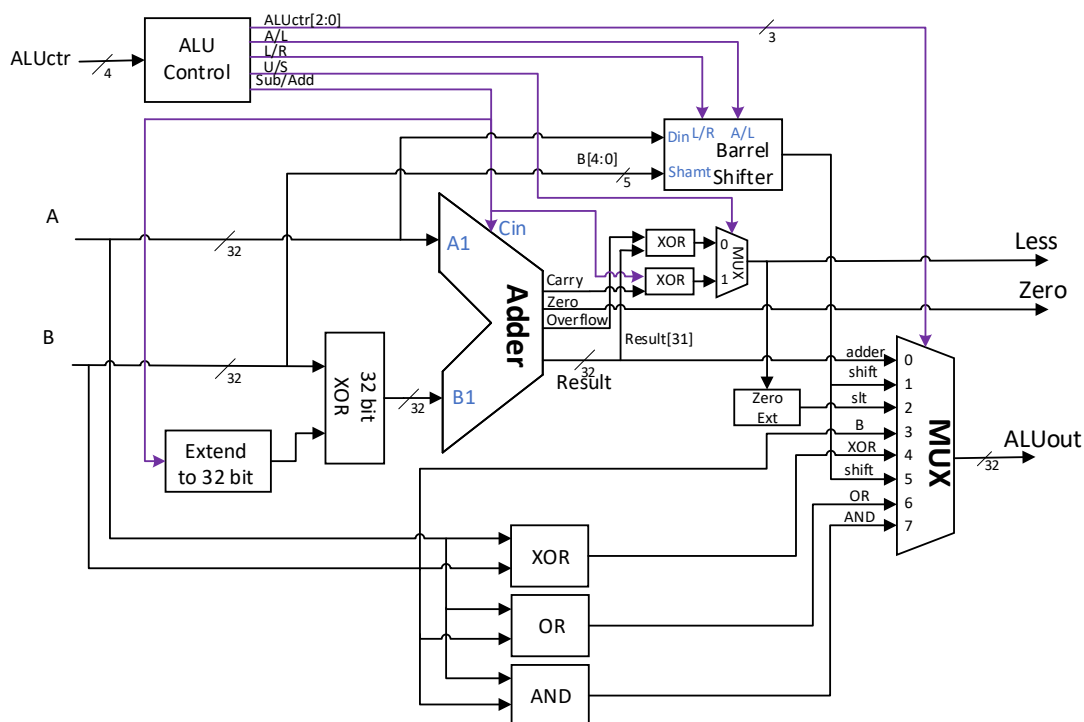 ALUctr
4
ALU
Control
ALUctr[2:0]
A/L
L/R
U/S
Sub/Add
3
Din
L/R
A/L
Shamt
Barrel
Shifter
B[4:0]
5
A
32
B
32
A1
Cin
B1
Adder
Carry
Zero
Overflow
32
Result
Result[31]
XOR
XOR
0
1
MUX
Less
Zero
32 bit
XOR
32
Extend
to 32 bit
Zero
Ext
adder
shift
slt
B
XOR
shift
OR
AND
0
1
2
3
4
5
6
7
MUX
32
ALUout
XOR
OR
AND